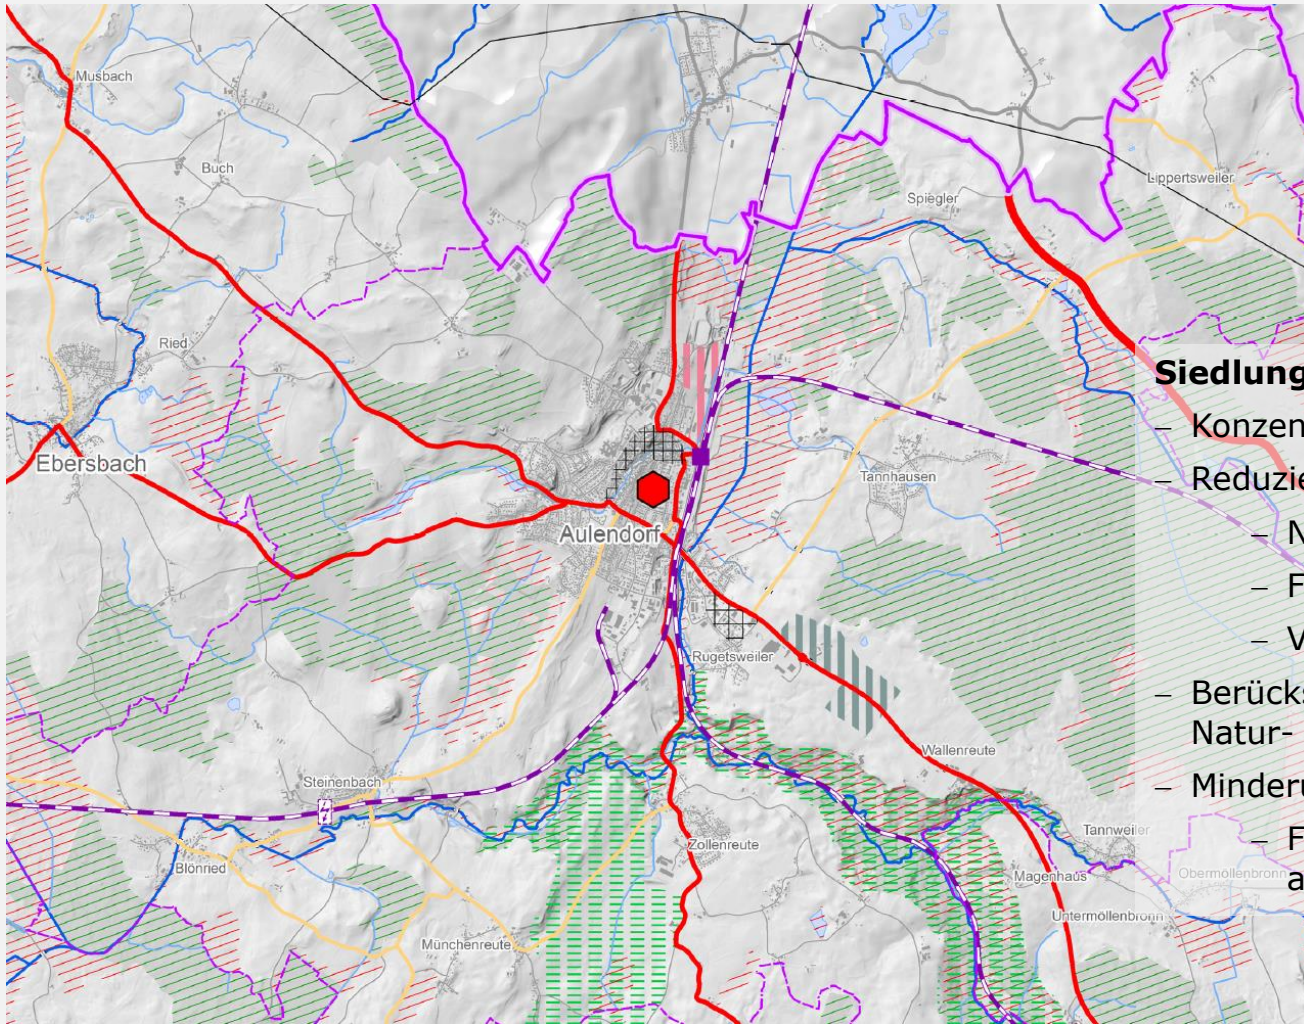 Musbach
Buch
Lippertsweiler
Spiegler
Ried
Ebersbach
Tannhausen
Aulendorf
Rugetsweiler
Wallenreute
Steinenbach
Zollenreute
Blönried
Tannweiler
Magenhaus
Obermöllenbronn
Untermöllenbronn
Münchenreute
Siedlung
– Konzen
– Reduzie
– N
– F
– V
– Berücks
Natur-
– Minderu
– F
a